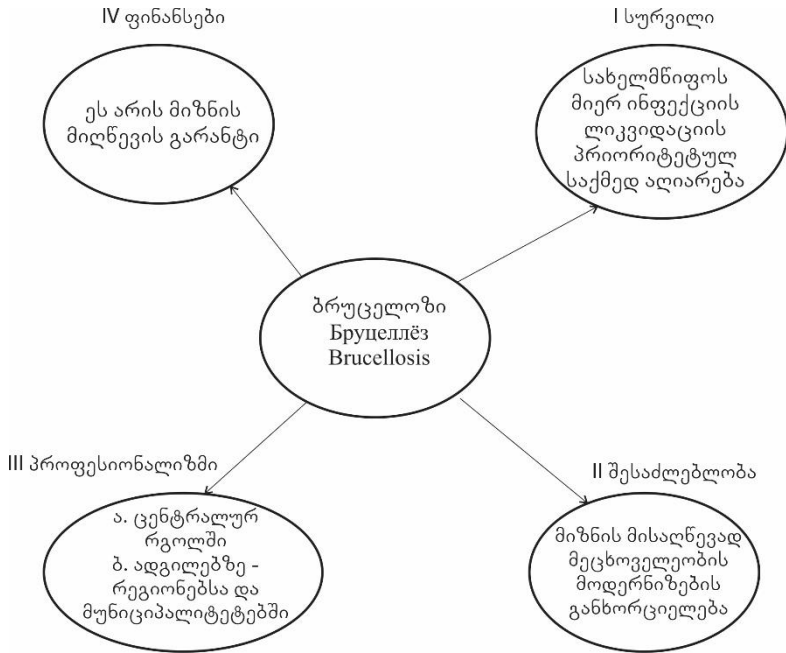 IV ფინანსები
I სურვილი
ეს არის მიზნის
მიღწევის გარანტი
სახელმწიფოს
მიერ ინფექციის
ლიკვიდაციის
პრიორიტეტულ
საქმედ აღიარება
ბრუცელოზი
Бруцеллёз
Brucellosis
III პროფესიონალიზმი
II შესაძლებლობა
ა. ცენტრალურ
რგოლში
ბ. ადგილებზე -
რეგიონებსა და
მუნიციპალიტეტებში
მიზნის მისაღწევად
მეცხოველეობის
მოდერნიზების
განხორციელება